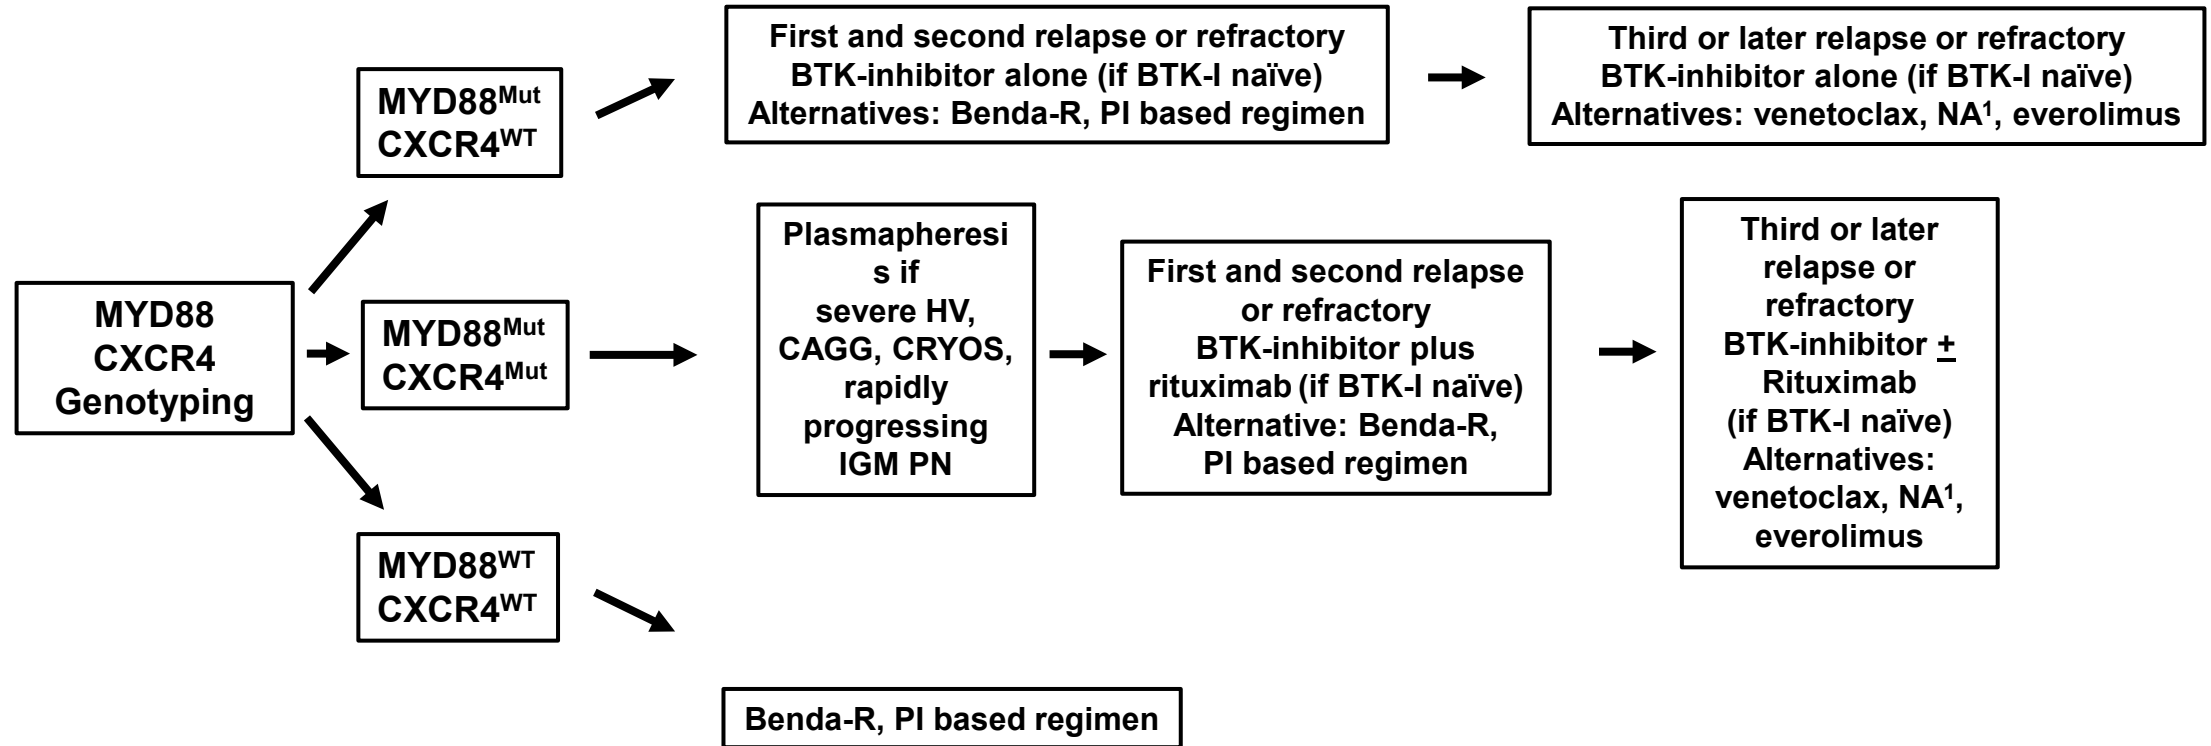 MYD88
CXCR4
Genotyping
MYD88ᴹᵘᵗ
CXCR4ᵂᵀ
First and second relapse or refractory
BTK-inhibitor alone (if BTK-I naïve)
Alternatives: Benda-R, PI based regimen
Third or later relapse or refractory
BTK-inhibitor alone (if BTK-I naïve)
Alternatives: venetoclax, NA¹, everolimus
MYD88ᴹᵘᵗ
CXCR4ᴹᵘᵗ
Plasmapheresi
s if
severe HV,
CAGG, CRYOS,
rapidly
progressing
IGM PN
First and second relapse
or refractory
BTK-inhibitor plus
rituximab (if BTK-I naïve)
Alternative: Benda-R,
PI based regimen
Third or later
relapse or
refractory
BTK-inhibitor ±
Rituximab
(if BTK-I naïve)
Alternatives:
venetoclax, NA¹,
everolimus
MYD88ᵂᵀ
CXCR4ᵂᵀ
Benda-R, PI based regimen